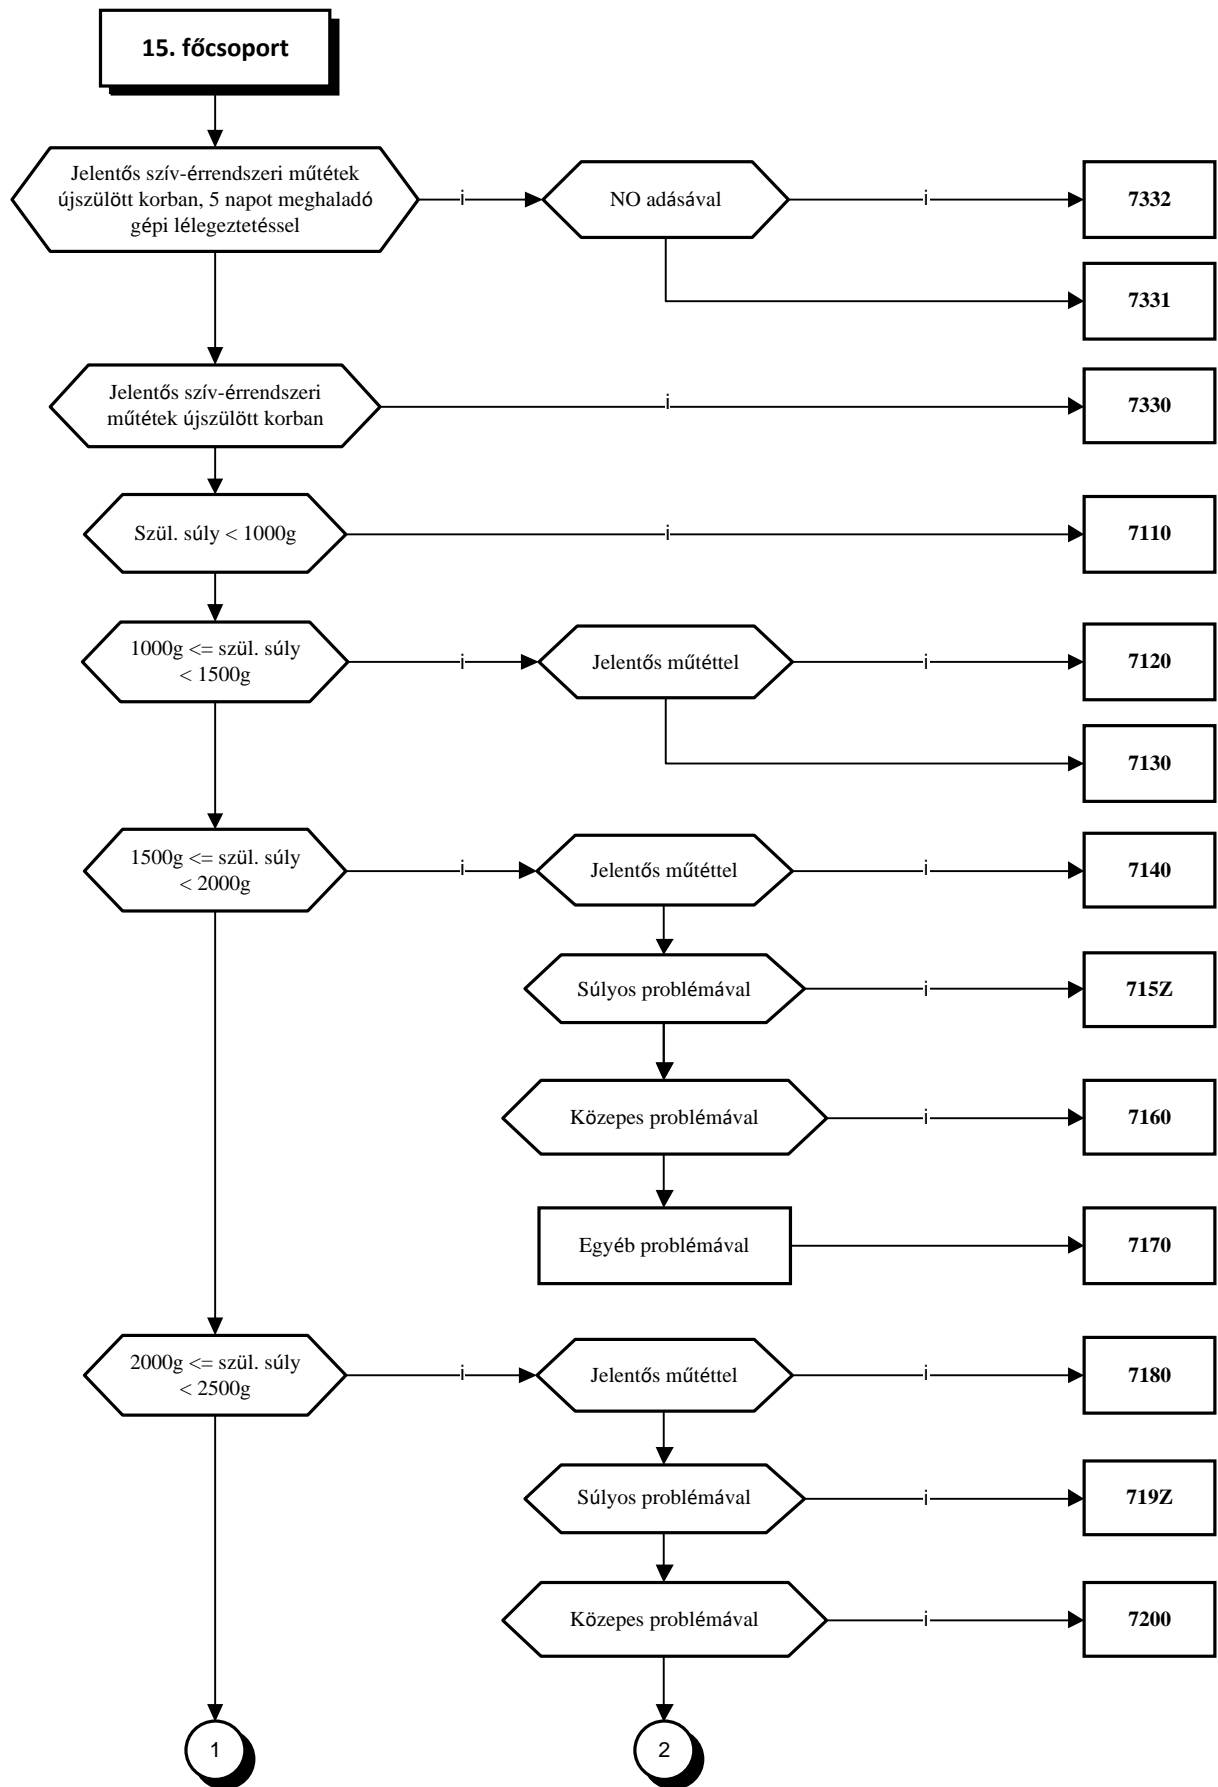 15. főcsoport
Jelentős szív-érrendszeri műtétek
újszülött korban, 5 napot meghaladó
gépi lélegeztetéssel
i
NO adásával
i
7332
7331
Jelentős szív-érrendszeri
műtétek újszülött korban
i
7330
Szül. súly < 1000g
i
7110
1000g <= szül. súly
< 1500g
i
Jelentős műtéttel
i
7120
7130
1500g <= szül. súly
< 2000g
i
Jelentős műtéttel
i
7140
Súlyos problémával
i
715Z
Közepes problémával
i
7160
Egyéb problémával
7170
2000g <= szül. súly
< 2500g
i
Jelentős műtéttel
i
7180
Súlyos problémával
i
719Z
Közepes problémával
i
7200
1
2